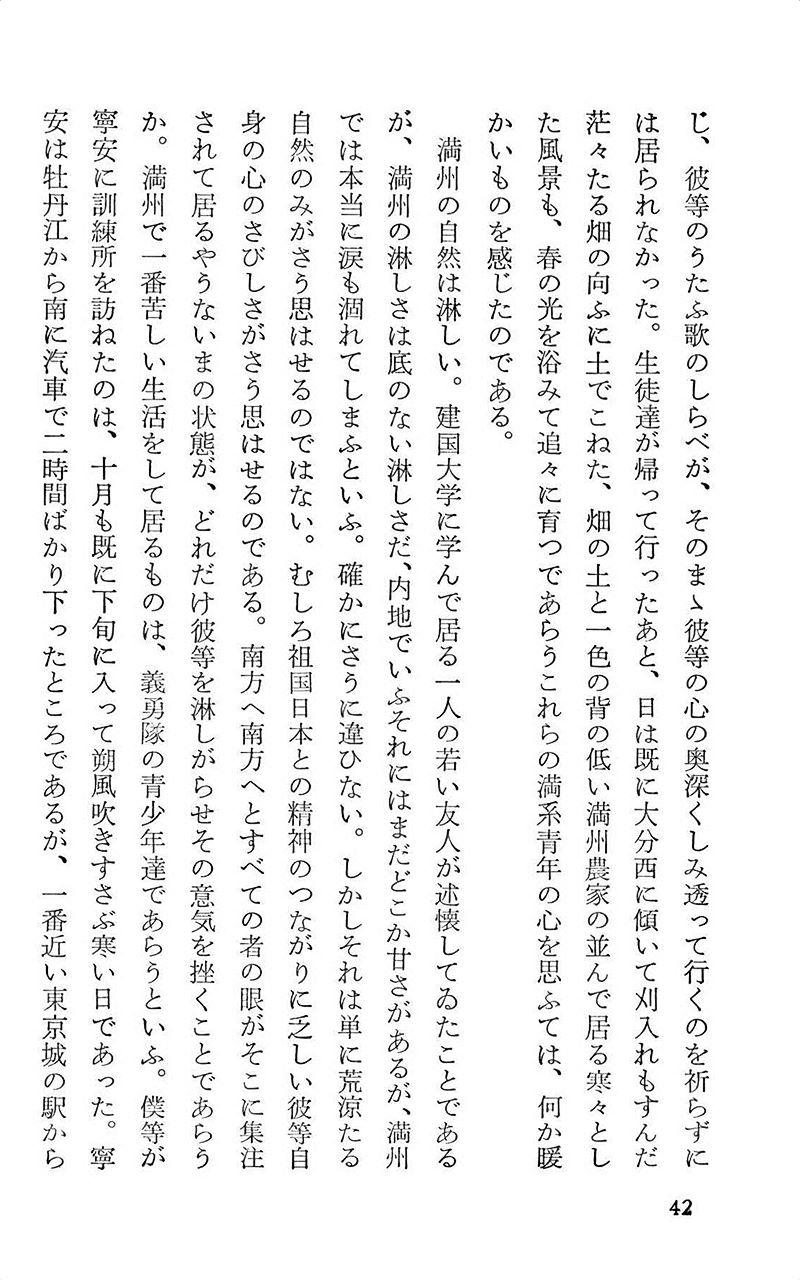 じ、彼等のうたふ歌のしらべが、そのまゝ彼等の心の奥深くしみ透って行くのを祈らずに
は居られなかった。生徒達が帰って行ったあと、日は既に大分西に傾いて刈入れもすんだ
茫々たる畑の向ふに土でこねた、畑の土と一色の背の低い満州農家の並んで居る寒々とし
た風景も、春の光を浴みて追々に育つであらうこれらの満系青年の心を思ふては、何か暖
かいものを感じたのである。
満州の自然は淋しい。建国大学に学んで居る一人の若い友人が述懐してゐたことである
が、満州の淋しさは底のない淋しさだ、内地でいふそれにはまだどこか甘さがあるが、満州
では本当に涙も涸れてしまふといふ。確かにさうに違ひない。しかしそれは単に荒涼たる
自然のみがさう思はせるのではない。むしろ祖国日本との精神のつながりに乏しい彼等自
身の心のさびしさがさう思はせるのである。南方へ南方へとすべての者の眼がそこに集注
されて居るやうないまの状態が、どれだけ彼等を淋しがらせその意気を挫くことであらう
か。満州で一番苦しい生活をして居るものは、義勇隊の青少年達であらうといふ。僕等が
寧安に訓練所を訪ねたのは、十月も既に下旬に入って朔風吹きすさぶ寒い日であった。寧
安は牡丹江から南に汽車で二時間ばかり下ったところであるが、一番近い東京城の駅から
42